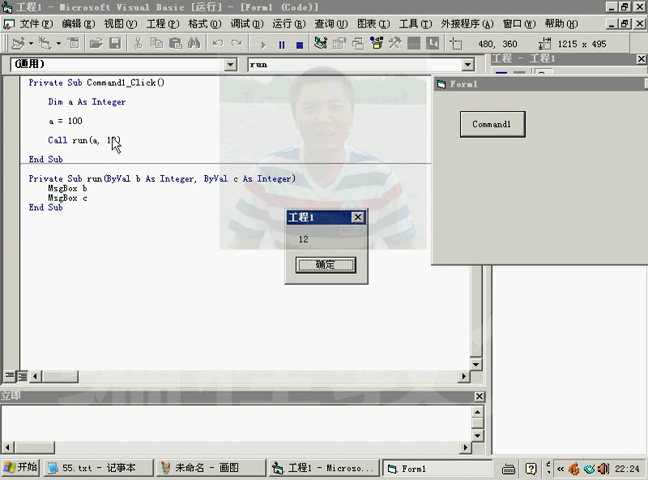 工程1 - Microsoft Visual Basic [运行] - [Form1 (Code)]
文件(F) 编辑(E) 视图(V) 工程(P) 格式(O) 调试(D) 运行(R) 查询(U) 图表(I) 工具(T) 外接程序(A) 窗口(W) 帮助(H)
480, 360 1215 x 495
(通用) run
工程 - 工程1
Private Sub Command1_Click()
Dim a As Integer
a = 100
Call run(a, 1
End Sub
Private Sub run(ByVal b As Integer, ByVal c As Integer)
MsgBox b
MsgBox c
End Sub
Form1
Command1
工程1
12
确定
立即
开始 55.txt - 记事本 未命名 - 画图 工程1 - Microso... Form1 22:24